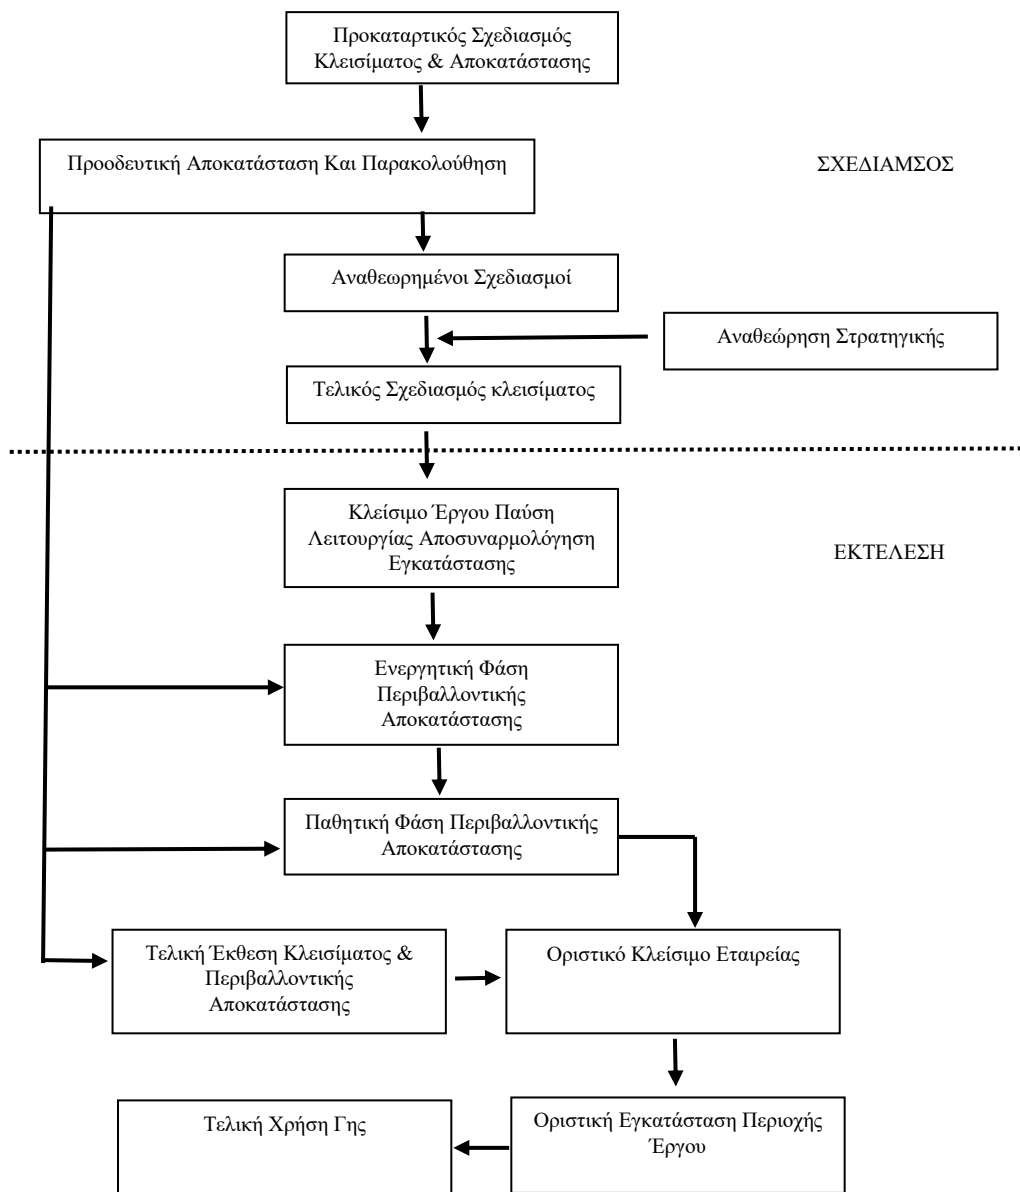 Προκαταρτικός Σχεδιασμός
Κλεισίματος & Αποκατάστασης
Προοδευτική Αποκατάσταση Και Παρακολούθηση
ΣΧΕΔΙΑΜΣΟΣ
Αναθεωρημένοι Σχεδιασμοί
Αναθεώρηση Στρατηγικής
Τελικός Σχεδιασμός κλεισίματος
Κλείσιμο Έργου Παύση
Λειτουργίας Αποσυναρμολόγηση
Εγκατάστασης
ΕΚΤΕΛΕΣΗ
Ενεργητική Φάση
Περιβαλλοντικής
Αποκατάστασης
Παθητική Φάση Περιβαλλοντικής
Αποκατάστασης
Τελική Έκθεση Κλεισίματος &
Περιβαλλοντικής
Αποκατάστασης
Οριστικό Κλείσιμο Εταιρείας
Τελική Χρήση Γης
Οριστική Εγκατάσταση Περιοχής
Έργου